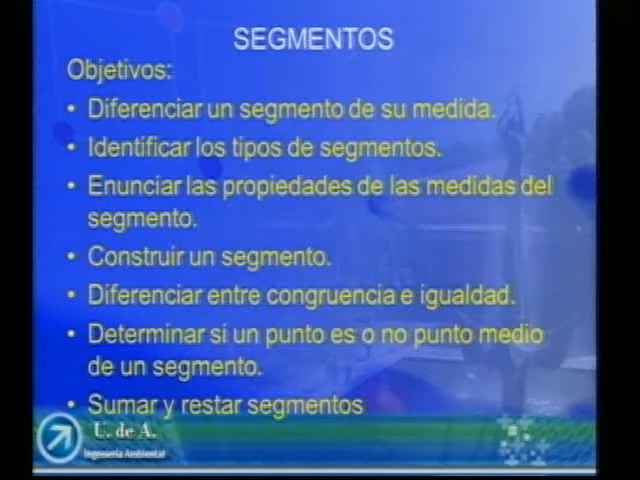 SEGMENTOS
Objetivos:
• Diferenciar un segmento de su medida.
• Identificar los tipos de segmentos.
• Enunciar las propiedades de las medidas del
segmento.
• Construir un segmento.
• Diferenciar entre congruencia e igualdad.
• Determinar si un punto es o no punto medio
de un segmento.
• Sumar y restar segmentos
U. de A.
Ingeniería Ambiental